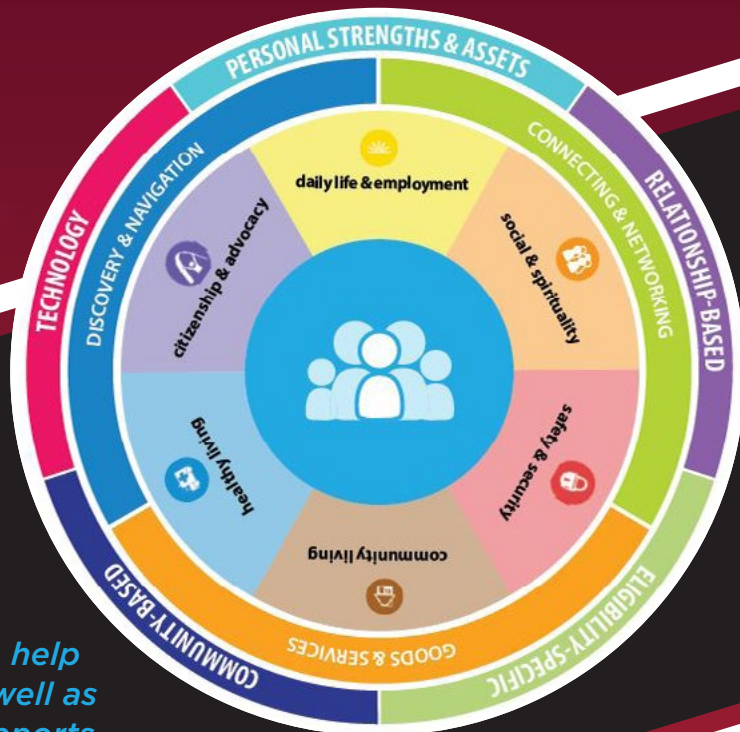 PERSONAL STRENGTHS & ASSETS
RELATIONSHIP-BASED
ELIGIBILITY-SPECIFIC
COMMUNITY-BASED
TECHNOLOGY
DISCOVERY & NAVIGATION
CONNECTING & NETWORKING
GOODS & SERVICES
daily life & employment
social & spirituality
safety & security
community living
healthy living
citizenship & advocacy
help
well as